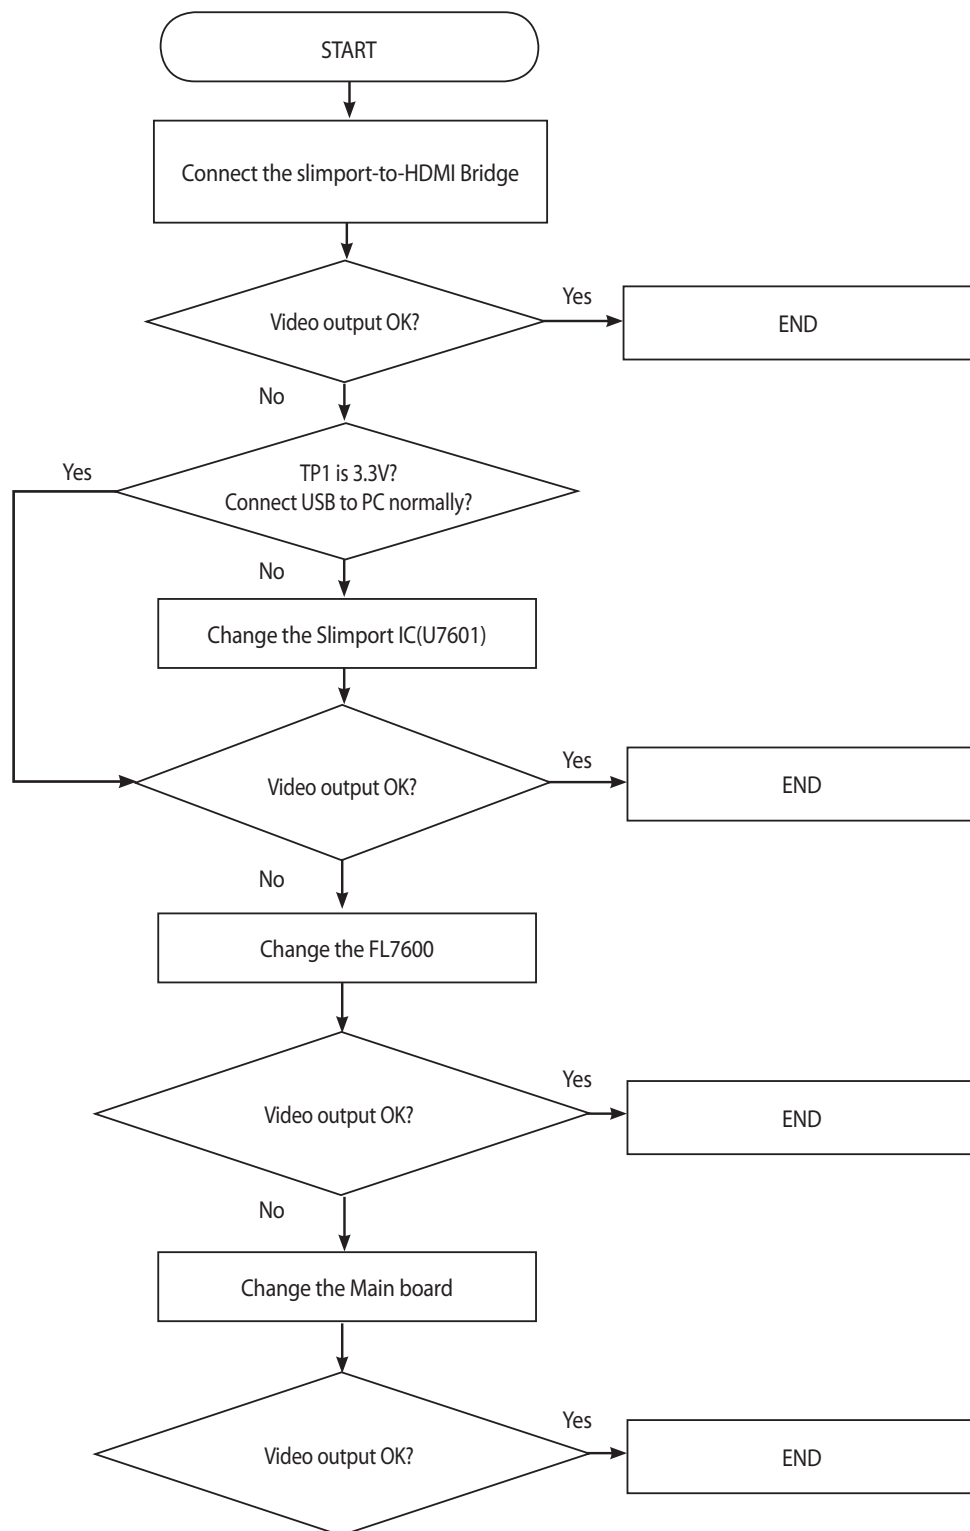 START
Connect the slimport-to-HDMI Bridge
Video output OK?
Yes
END
No
TP1 is 3.3V?
Connect USB to PC normally?
Yes
No
Change the Slimport IC(U7601)
Video output OK?
Yes
END
No
Change the FL7600
Video output OK?
Yes
END
No
Change the Main board
Video output OK?
Yes
END